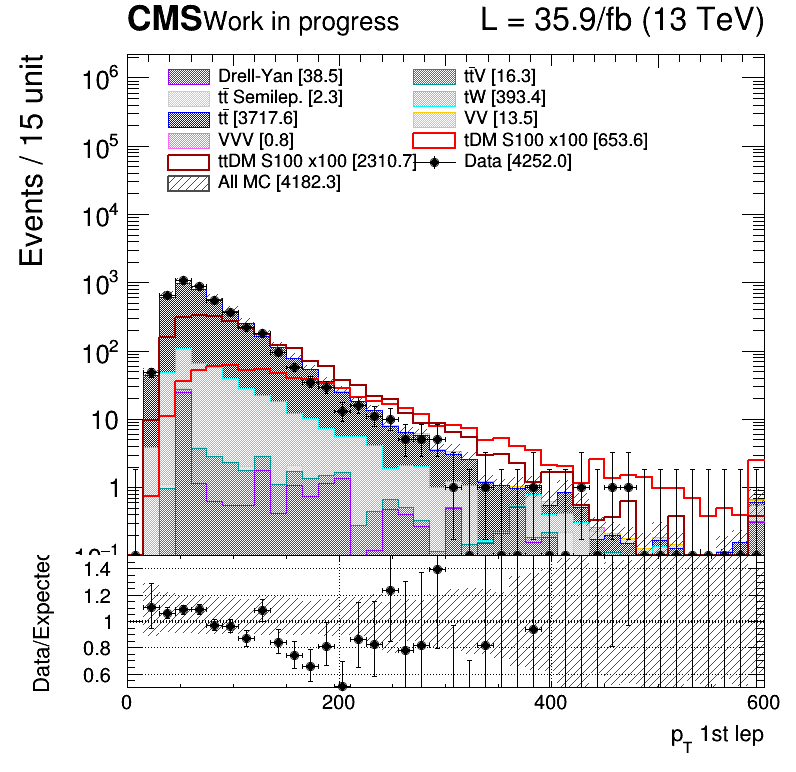 CMS Work in progress L = 35.9/fb (13 TeV)
Events / 15 unit
Drell-Yan [38.5] tt̄V [16.3]
tt̄ Semilep. [2.3] tW [393.4]
tt̄ [3717.6] VV [13.5]
VVV [0.8] tDM S100 x100 [653.6]
ttDM S100 x100 [2310.7] Data [4252.0]
All MC [4182.3]
10⁶
10⁵
10⁴
10³
10²
10
1
10⁻¹
Data/Expected
1.4
1.2
1
0.8
0.6
0 200 400 600
p_T 1st lep